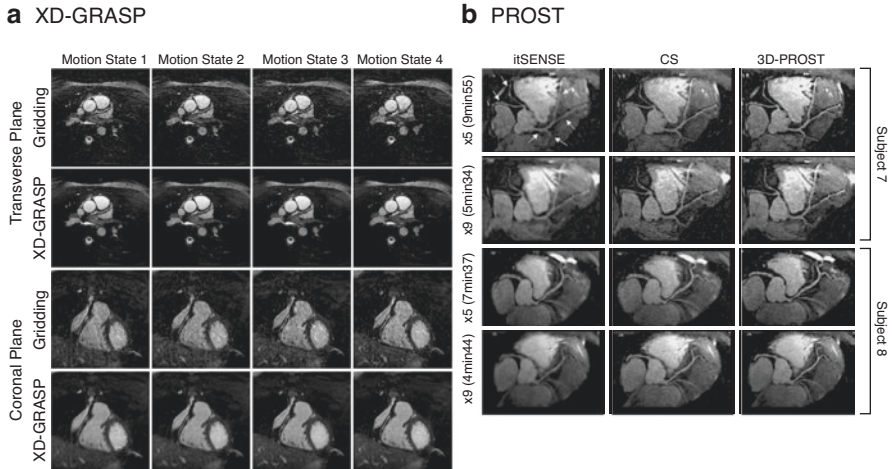 a XD-GRASP
Motion State 1 Motion State 2 Motion State 3 Motion State 4
Transverse Plane
Gridding
XD-GRASP
Coronal Plane
Gridding
XD-GRASP
b PROST
itSENSE CS 3D-PROST
x5 (9min55)
x9 (5min34)
Subject 7
x5 (7min37)
x9 (4min44)
Subject 8